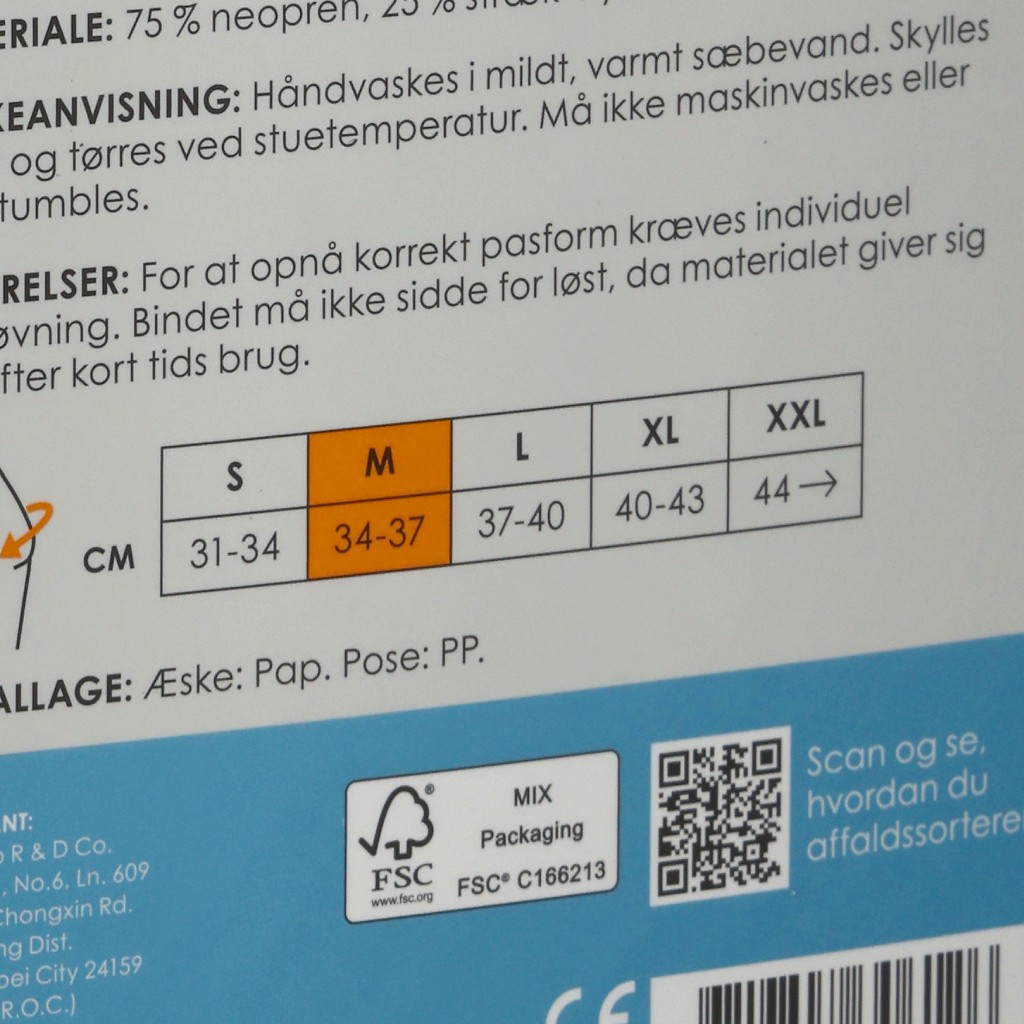 ERIALE: 75 % neopren, 25 %
KEANVISNING: Håndvaskes i mildt, varmt sæbevand. Skylles
og tørres ved stuetemperatur. Må ikke maskinvaskes eller
tumbles.
RELSER: For at opnå korrekt pasform kræves individuel
øvning. Bindet må ikke sidde for løst, da materialet giver sig
fter kort tids brug.
S M L XL XXL
CM 31-34 34-37 37-40 40-43 44→
ALLAGE: Æske: Pap. Pose: PP.
NT:
R & D Co.
, No.6, Ln. 609
Chongxin Rd.
ng Dist.
pei City 24159
R.O.C.)
®
FSC
www.fsc.org
MIX
Packaging
FSC® C166213
Scan og se,
hvordan du
affaldssortere
CE